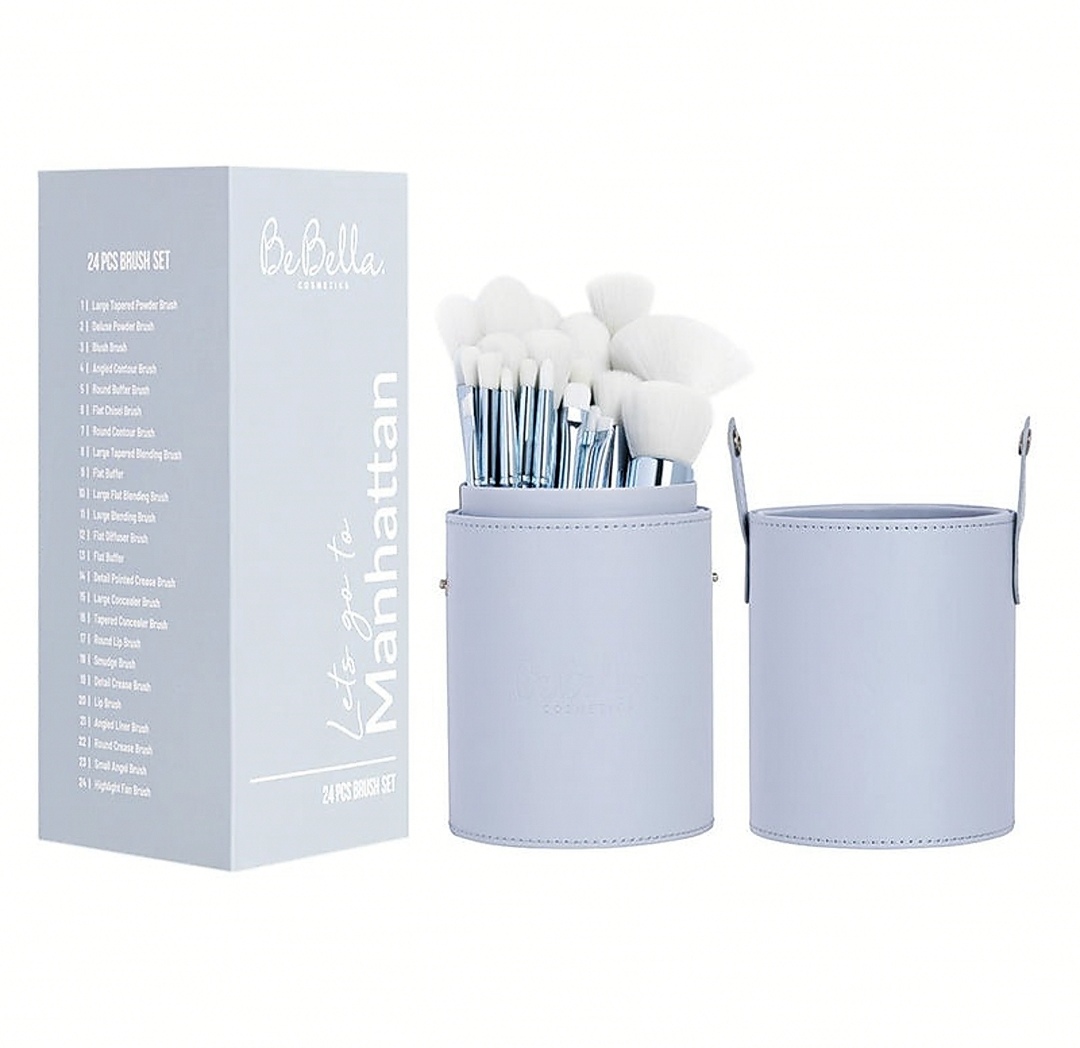 24 PCS BRUSH SET
1 | Large Tapered Powder Brush
2 | Deluxe Powder Brush
3 | Blush Brush
4 | Angled Contour Brush
5 | Round Buffer Brush
6 | Flat Chisel Brush
7 | Round Contour Brush
8 | Large Tapered Blending Brush
9 | Flat Buffer
10 | Large Flat Blending Brush
11 | Large Blending Brush
12 | Flat Diffuser Brush
13 | Flat Buffer
14 | Detail Pointed Crease Brush
15 | Large Concealer Brush
16 | Tapered Concealer Brush
17 | Round Lip Brush
18 | Smudge Brush
19 | Detail Crease Brush
20 | Lip Brush
21 | Angled Liner Brush
22 | Round Crease Brush
23 | Small Angel Brush
24 | Highlight Fan Brush
BeBella.
COSMETICS
Lets go to
Manhattan
24 PCS BRUSH SET
COSMETICS